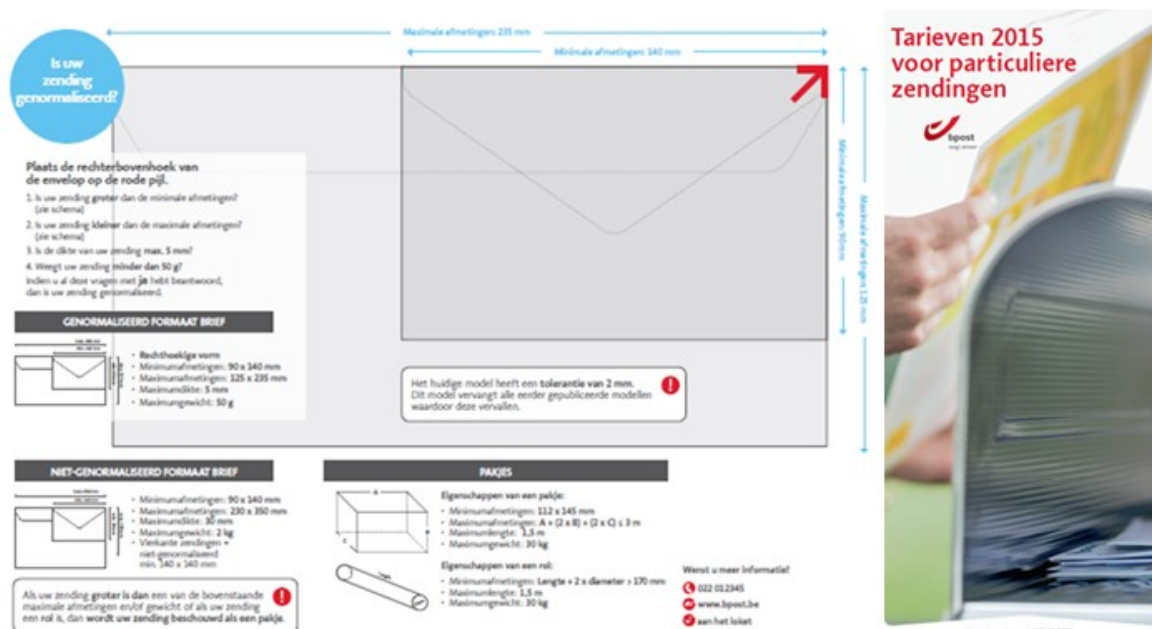 Maximale afmetingen: 235 mm
Minimale afmetingen: 140 mm
Is uw
zending
genormaliseerd?
Minimale afmetingen: 90 mm
Maximale afmetingen: 125 mm
Plaats de rechterbovenhoek van
de envelop op de rode pijl.
1. Is uw zending groter dan de minimale afmetingen?
(zie schema)
2. Is uw zending kleiner dan de maximale afmetingen?
(zie schema)
3. Is de dikte van uw zending max. 5 mm?
4. Weegt uw zending minder dan 50 g?
Indien u al deze vragen met ja hebt beantwoord,
dan is uw zending genormaliseerd.
GENORMALISEERD FORMAAT BRIEF
• Rechthoekige vorm
• Minimumafmetingen: 90 x 140 mm
• Maximumafmetingen: 125 x 235 mm
• Maximumdikte: 5 mm
• Maximumgewicht: 50 g
Het huidige model heeft een tolerantie van 2 mm.
Dit model vervangt alle eerder gepubliceerde modellen
waardoor deze vervallen.
!
NIET-GENORMALISEERD FORMAAT BRIEF
• Minimumafmetingen: 90 x 140 mm
• Maximumafmetingen: 230 x 350 mm
• Maximumdikte: 30 mm
• Maximumgewicht: 2 kg
• Vierkante zendingen =
niet-genormaliseerd
min. 140 x 140 mm
Als uw zending groter is dan een van de bovenstaande
maximale afmetingen en/of gewicht of als uw zending
een rol is, dan wordt uw zending beschouwd als een pakje.
!
PAKJES
A
B
C
Eigenschappen van een pakje:
• Minimumafmetingen: 112 x 145 mm
• Maximumafmetingen: A + (2 x B) + (2 x C) ≤ 3 m
• Maximumlengte: 1,5 m
• Maximumgewicht: 30 kg
Lengte
Eigenschappen van een rol:
• Minimumafmetingen: Lengte + 2 x diameter > 170 mm
• Maximumlengte: 1,5 m
• Maximumgewicht: 30 kg
Wenst u meer informatie?
022 012345
www.bpost.be
aan het loket
Tarieven 2015
voor particuliere
zendingen
bpost